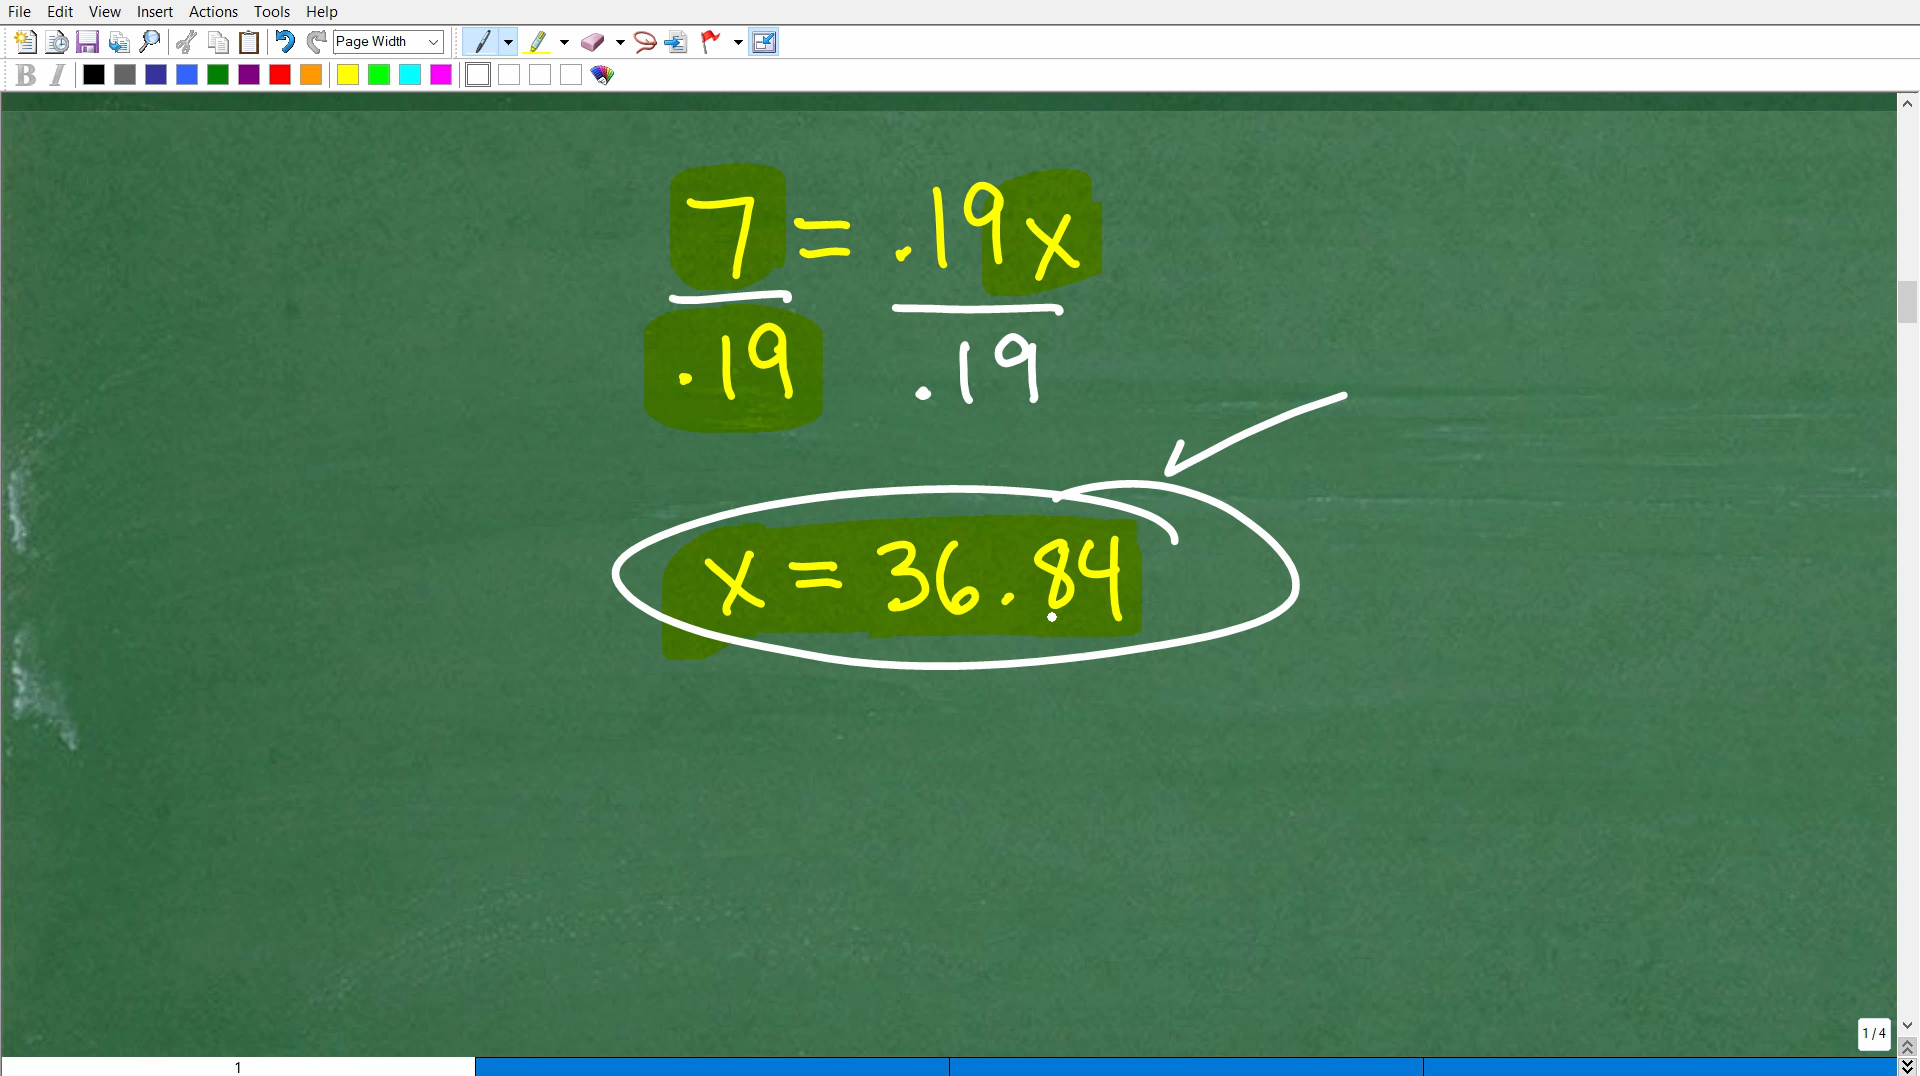 File Edit View Insert Actions Tools Help
Page Width
B I
7 = .19x
.19 .19
x = 36.84
1 / 4
1